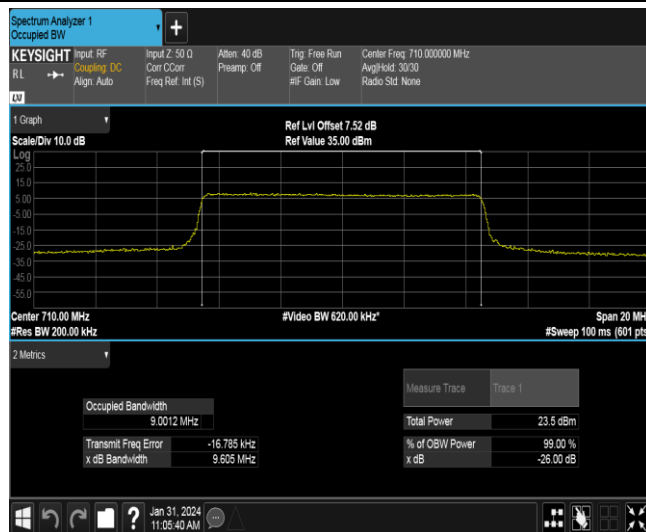 Spectrum Analyzer 1
Occupied BW
+
KEYSIGHT
RL
LXI
Input: RF
Coupling: DC
Align: Auto
Input Z: 50 Ω
Corr CCorr
Freq Ref: Int (S)
Atten: 40 dB
Preamp: Off
Trig: Free Run
Gate: Off
#IF Gain: Low
Center Freq: 710.000000 MHz
Avg|Hold: 30/30
Radio Std: None
1 Graph
Scale/Div 10.0 dB
Ref Lvl Offset 7.52 dB
Ref Value 35.00 dBm
Log
25.0
15.0
5.00
-5.00
-15.0
-25.0
-35.0
-45.0
-55.0
Center 710.00 MHz
#Res BW 200.00 kHz
#Video BW 620.00 kHz*
Span 20 MH
#Sweep 100 ms (601 pts
2 Metrics
Measure Trace Trace 1
Occupied Bandwidth
9.0012 MHz
Total Power 23.5 dBm
Transmit Freq Error -16.785 kHz
% of OBW Power 99.00 %
x dB Bandwidth 9.605 MHz
x dB -26.00 dB
?
Jan 31, 2024
11:05:40 AM